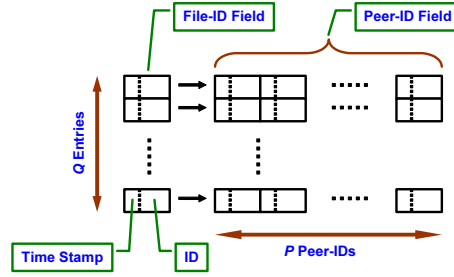 File-ID Field
Peer-ID Field
Q Entries
Time Stamp
ID
P Peer-IDs